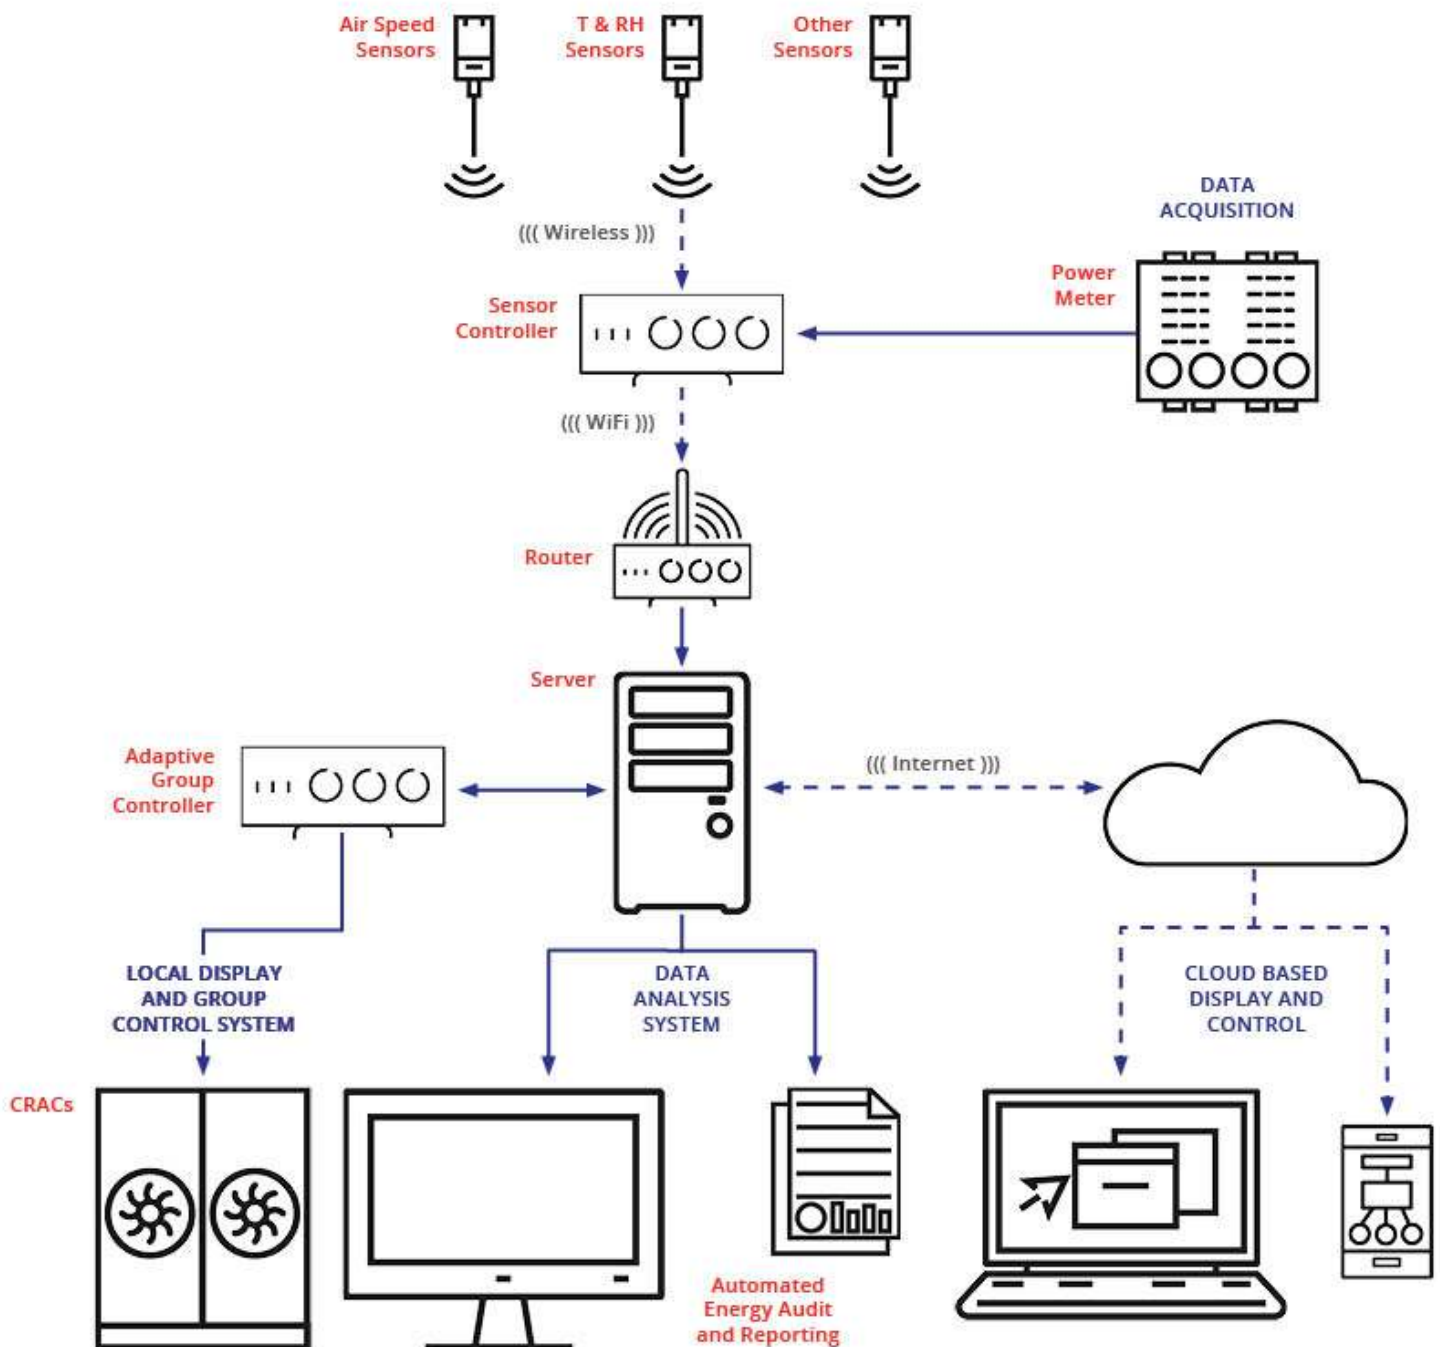 Air Speed
Sensors
T & RH
Sensors
Other
Sensors
DATA
ACQUISITION
((( Wireless )))
Power
Meter
Sensor
Controller
((( WiFi )))
Router
Server
Adaptive
Group
Controller
((( Internet )))
LOCAL DISPLAY
AND GROUP
CONTROL SYSTEM
DATA
ANALYSIS
SYSTEM
CLOUD BASED
DISPLAY AND
CONTROL
CRACs
Automated
Energy Audit
and Reporting